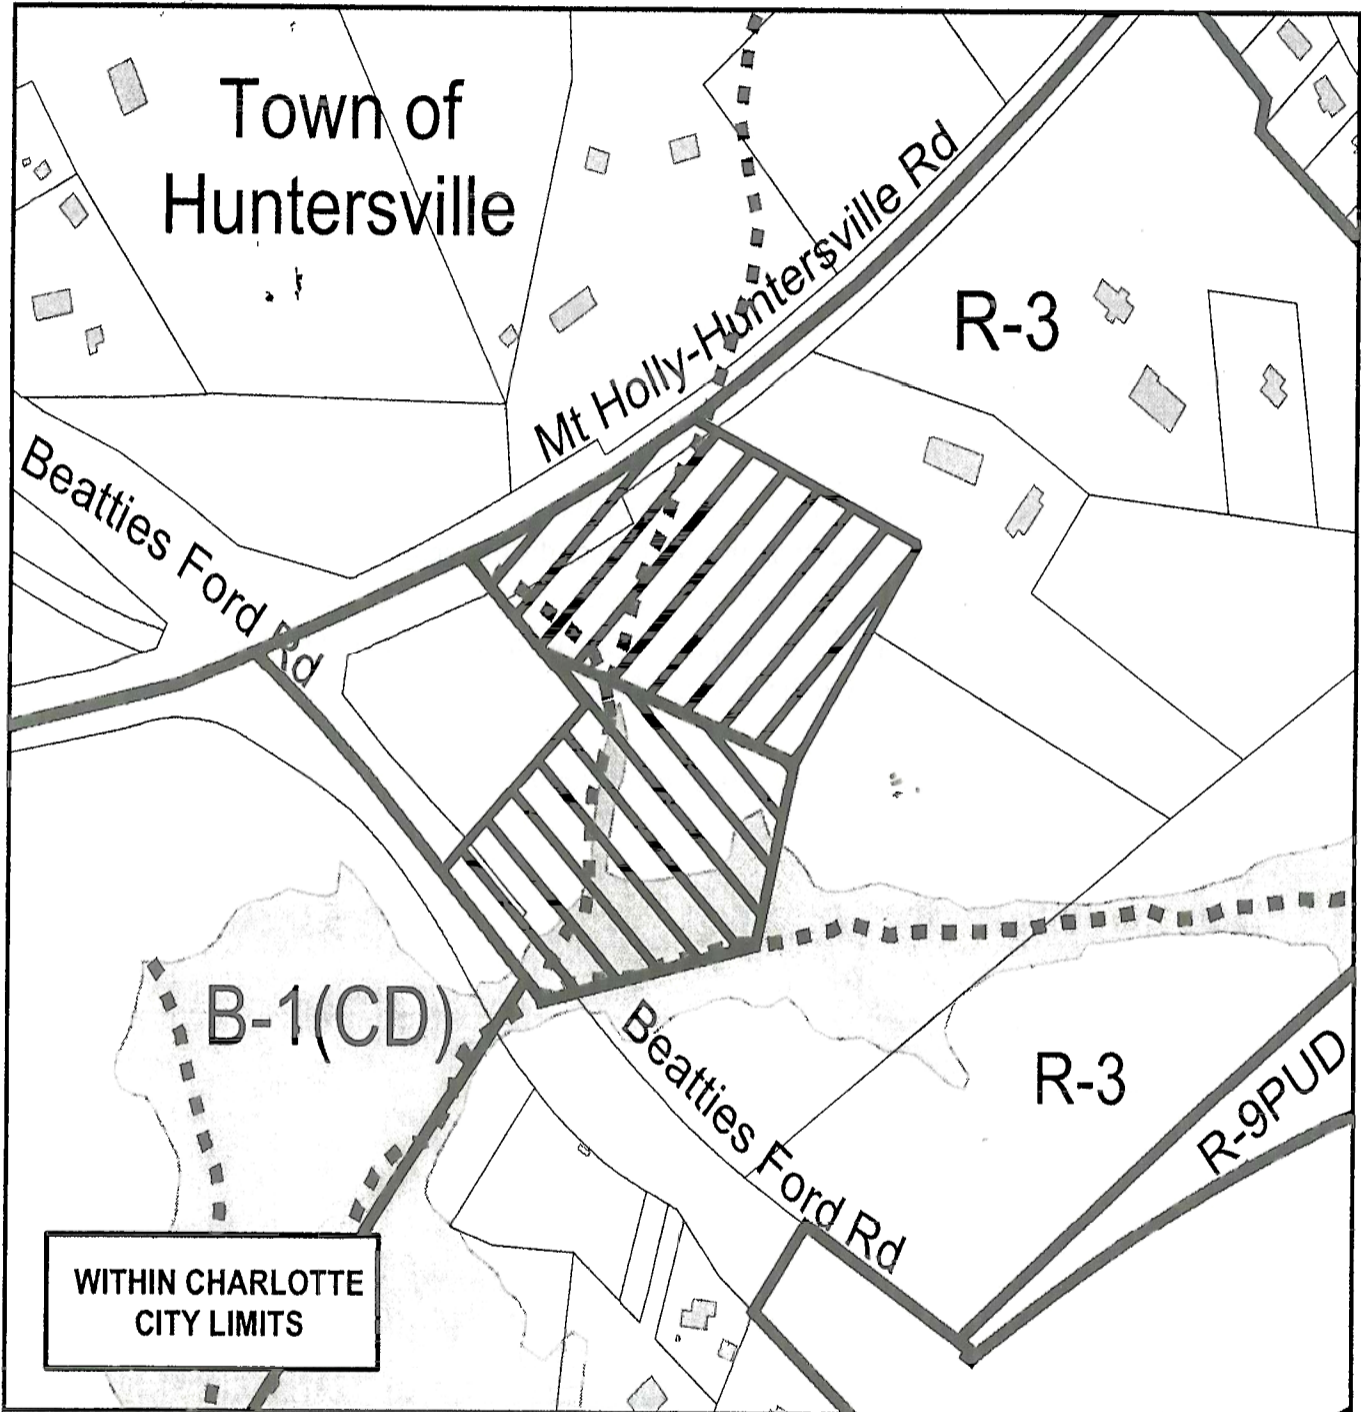 Town of
Huntersville
Mt Holly-Huntersville Rd
R-3
Beatties Ford Rd
B-1(CD)
Beatties Ford Rd
R-3
R-9PUD
WITHIN CHARLOTTE
CITY LIMITS